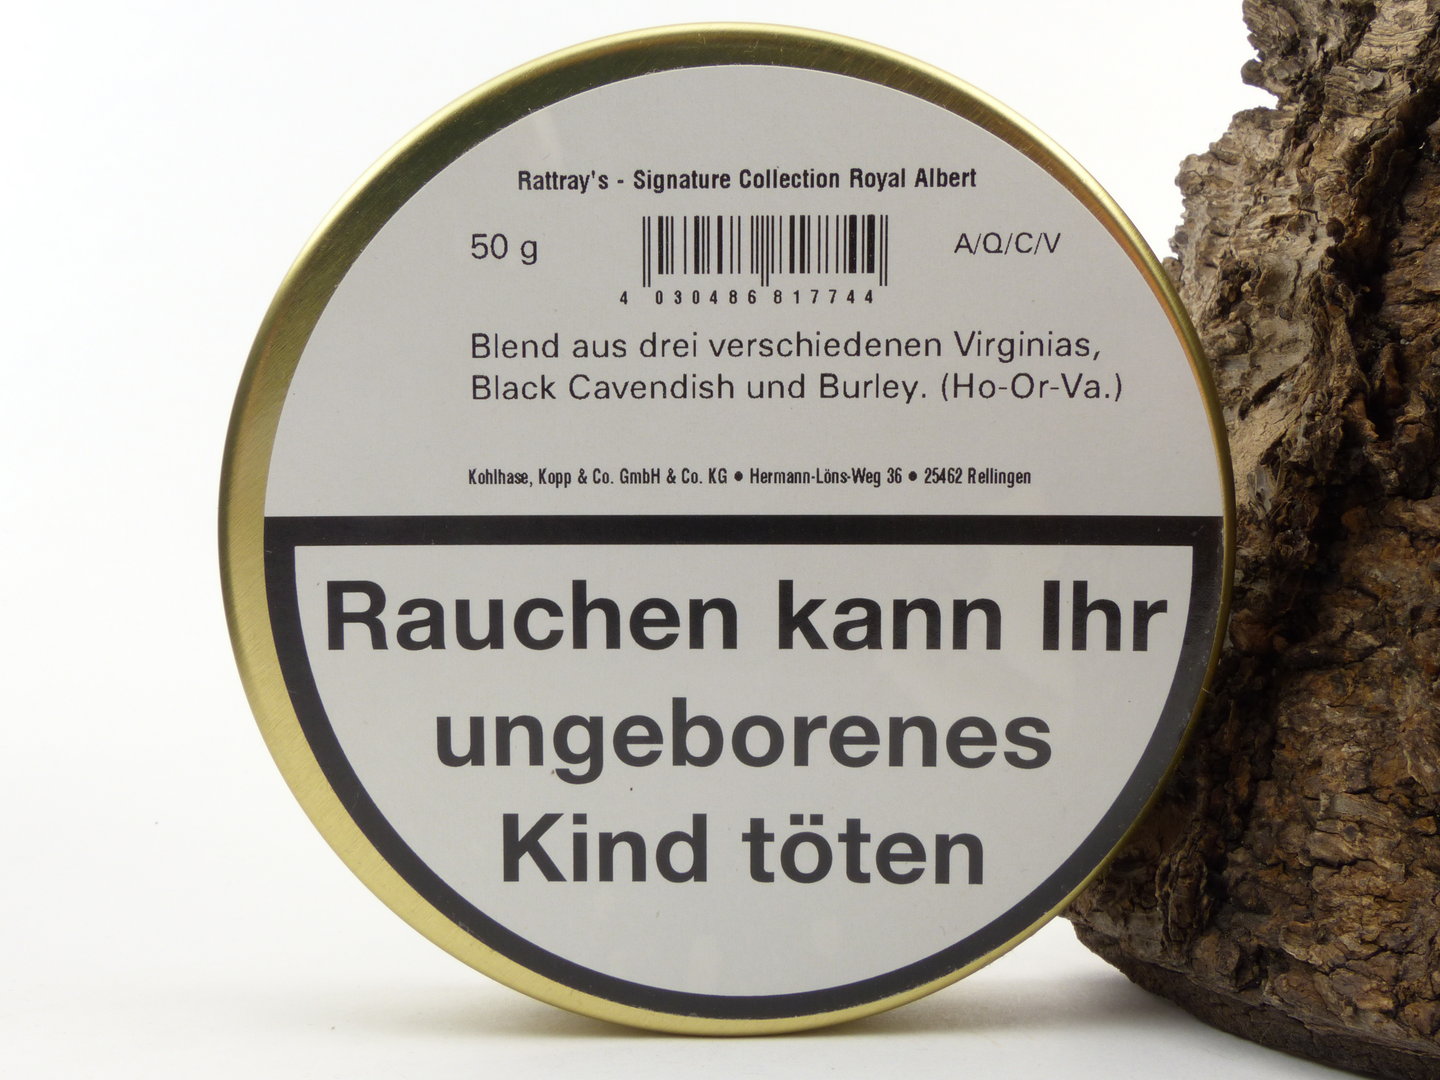 Rattray's - Signature Collection Royal Albert
50 g
A/Q/C/V
4 030486 817744
Blend aus drei verschiedenen Virginias,
Black Cavendish und Burley. (Ho-Or-Va.)
Kohlhase, Kopp & Co. GmbH & Co. KG ● Hermann-Löns-Weg 36 ● 25462 Rellingen
Rauchen kann Ihr
ungeborenes
Kind töten